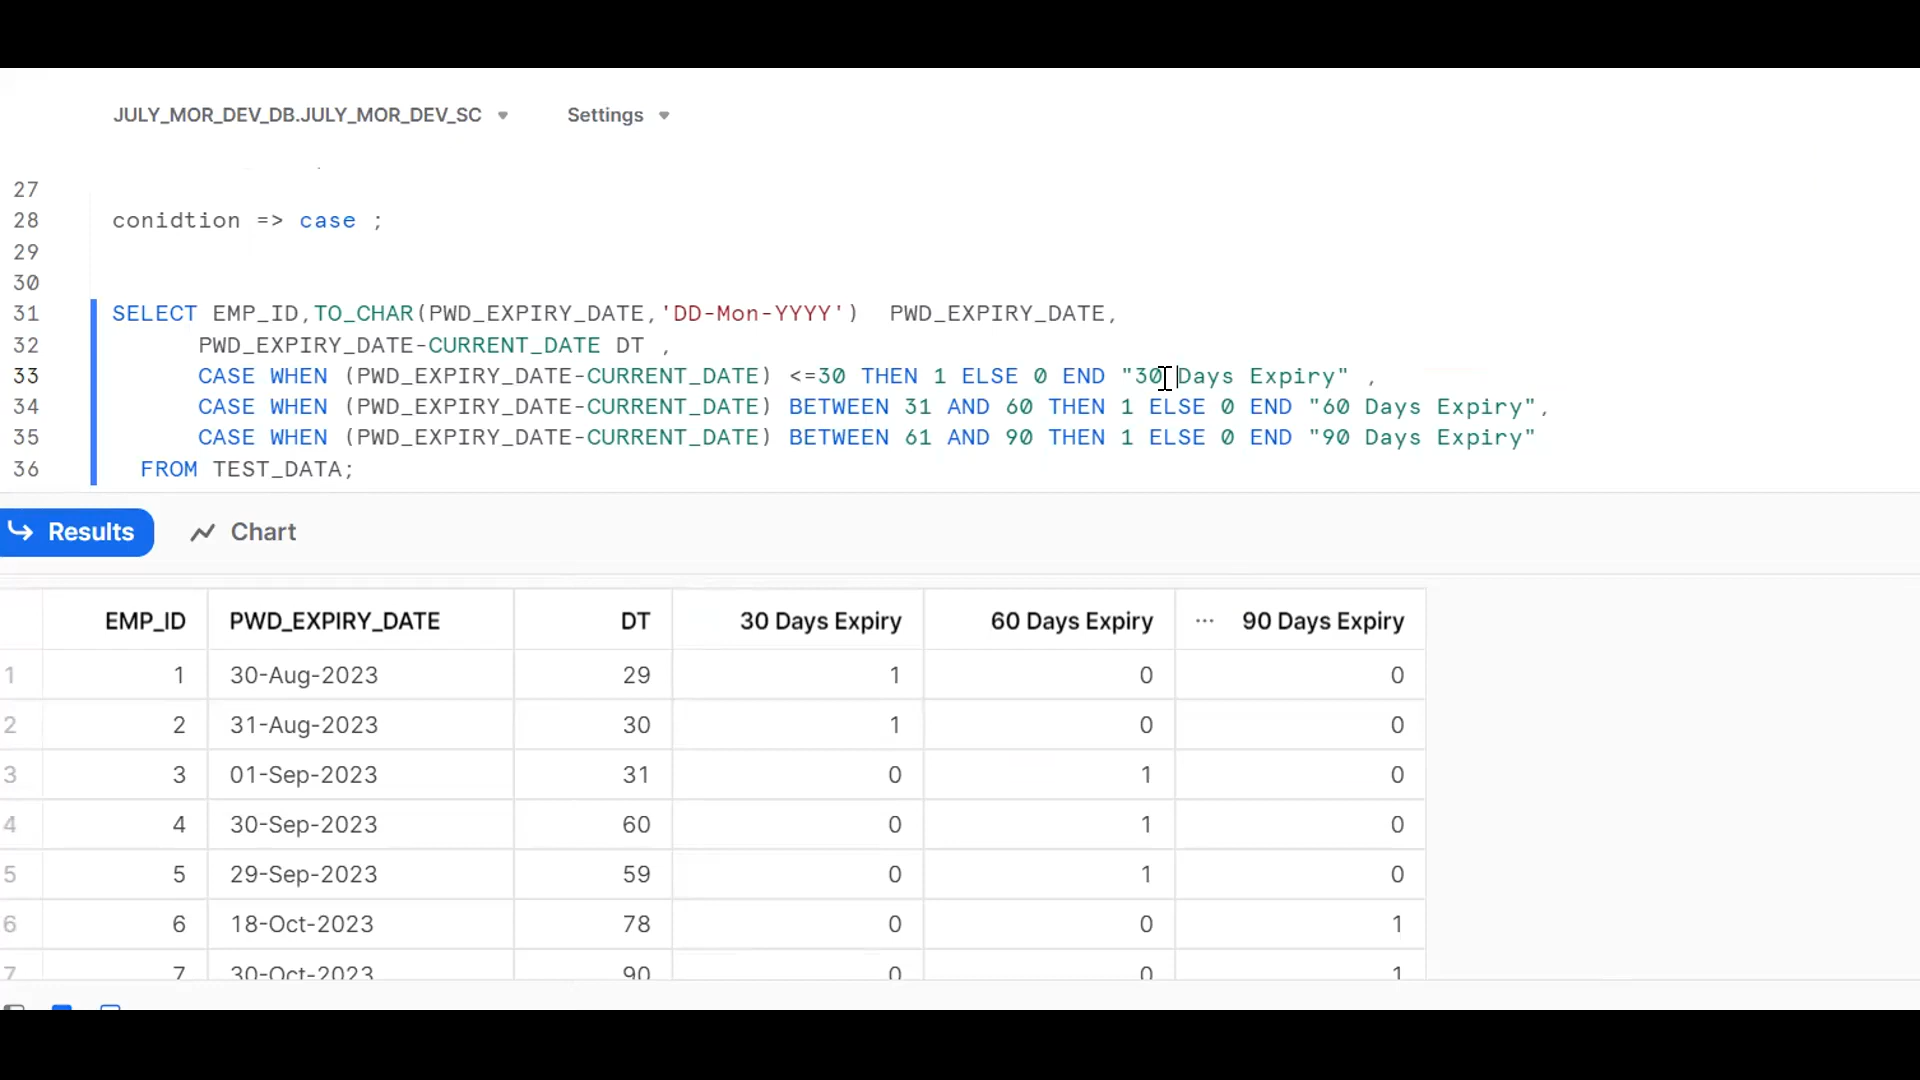 JULY_MOR_DEV_DB.JULY_MOR_DEV_SC Settings
27
28 conidtion => case ;
29
30
31 SELECT EMP_ID,TO_CHAR(PWD_EXPIRY_DATE,'DD-Mon-YYYY') PWD_EXPIRY_DATE,
32 PWD_EXPIRY_DATE-CURRENT_DATE DT ,
33 CASE WHEN (PWD_EXPIRY_DATE-CURRENT_DATE) <=30 THEN 1 ELSE 0 END "30 Days Expiry" ,
34 CASE WHEN (PWD_EXPIRY_DATE-CURRENT_DATE) BETWEEN 31 AND 60 THEN 1 ELSE 0 END "60 Days Expiry",
35 CASE WHEN (PWD_EXPIRY_DATE-CURRENT_DATE) BETWEEN 61 AND 90 THEN 1 ELSE 0 END "90 Days Expiry"
36 FROM TEST_DATA;
Results Chart
EMP_ID PWD_EXPIRY_DATE DT 30 Days Expiry 60 Days Expiry ... 90 Days Expiry
1 1 30-Aug-2023 29 1 0 0
2 2 31-Aug-2023 30 1 0 0
3 3 01-Sep-2023 31 0 1 0
4 4 30-Sep-2023 60 0 1 0
5 5 29-Sep-2023 59 0 1 0
6 6 18-Oct-2023 78 0 0 1
7 7 30-Oct-2023 90 0 0 1